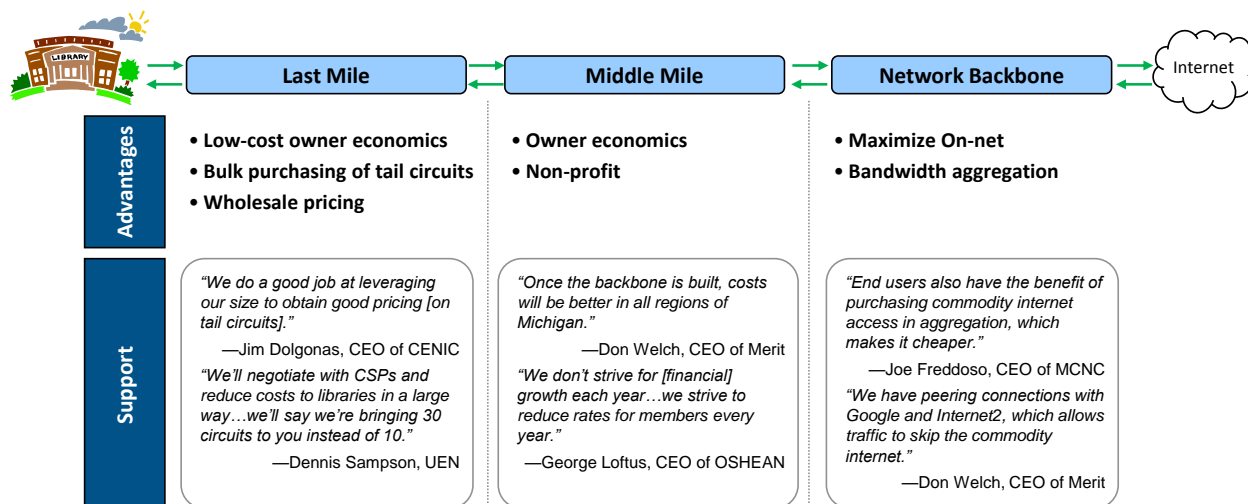 LIBRARY
Last Mile
Middle Mile
Network Backbone
Internet
Advantages
• Low-cost owner economics
• Bulk purchasing of tail circuits
• Wholesale pricing
• Owner economics
• Non-profit
• Maximize On-net
• Bandwidth aggregation
Support
“We do a good job at leveraging
our size to obtain good pricing [on
tail circuits].”
—Jim Dolgonas, CEO of CENIC
“We’ll negotiate with CSPs and
reduce costs to libraries in a large
way…we’ll say we’re bringing 30
circuits to you instead of 10.”
—Dennis Sampson, UEN
“Once the backbone is built, costs
will be better in all regions of
Michigan.”
—Don Welch, CEO of Merit
“We don’t strive for [financial]
growth each year…we strive to
reduce rates for members every
year.”
—George Loftus, CEO of OSHEAN
“End users also have the benefit of
purchasing commodity internet
access in aggregation, which
makes it cheaper.”
—Joe Freddoso, CEO of MCNC
“We have peering connections with
Google and Internet2, which allows
traffic to skip the commodity
internet.”
—Don Welch, CEO of Merit